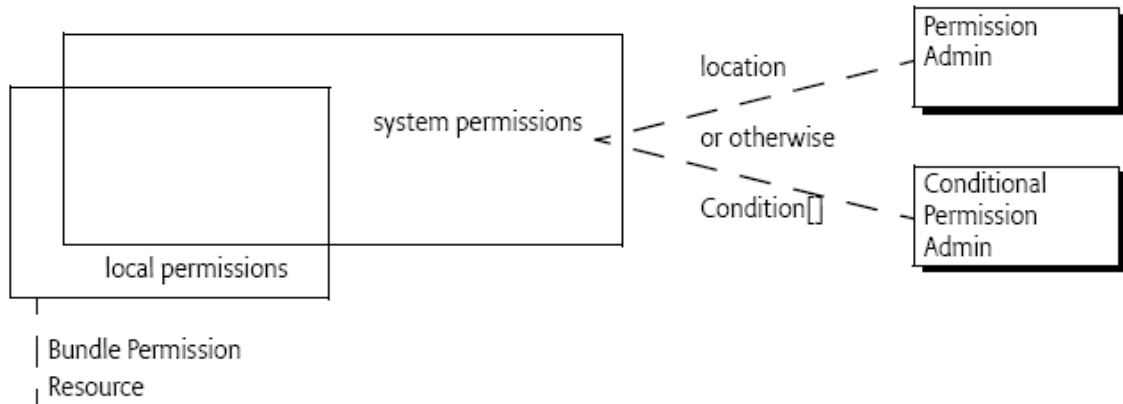 Permission
Admin
location
system permissions
or otherwise
Conditional
Permission
Admin
Condition[]
local permissions
Bundle Permission
Resource